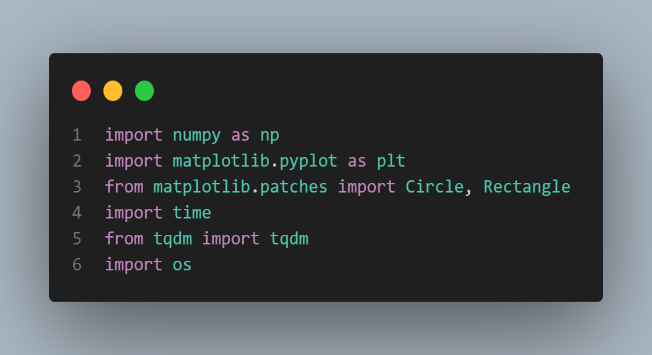 1 import numpy as np
2 import matplotlib.pyplot as plt
3 from matplotlib.patches import Circle, Rectangle
4 import time
5 from tqdm import tqdm
6 import os